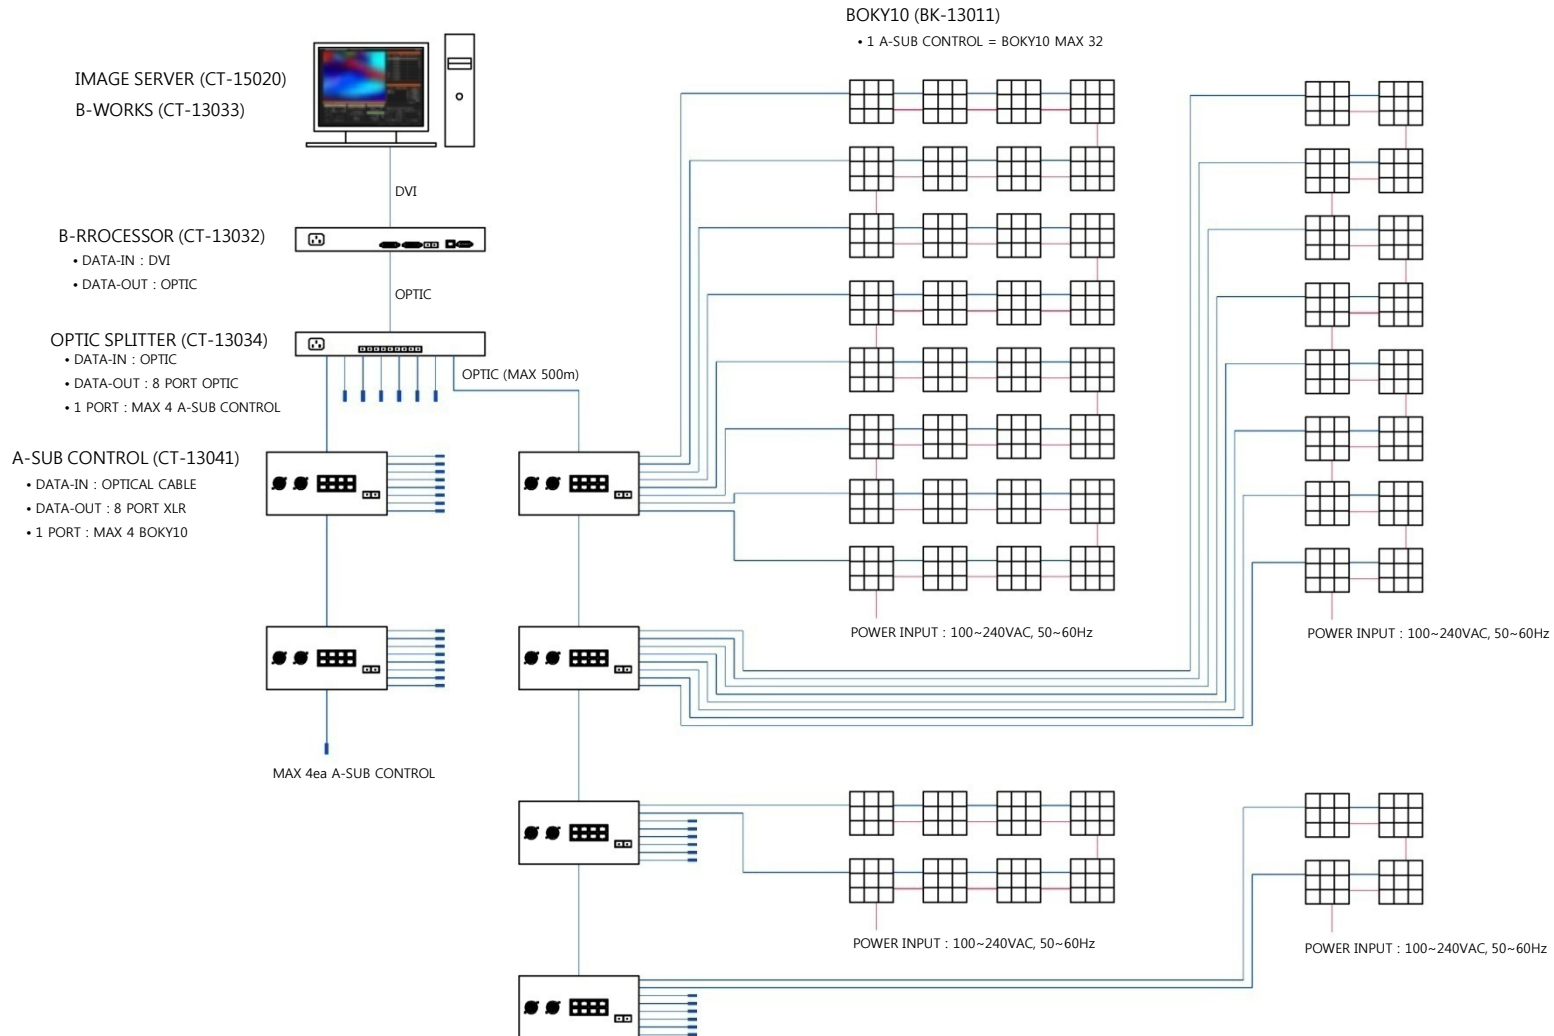 BOKY10 (BK-13011)
• 1 A-SUB CONTROL = BOKY10 MAX 32
IMAGE SERVER (CT-15020)
B-WORKS (CT-13033)
DVI
B-RROCESSOR (CT-13032)
• DATA-IN : DVI
• DATA-OUT : OPTIC
OPTIC
OPTIC SPLITTER (CT-13034)
• DATA-IN : OPTIC
• DATA-OUT : 8 PORT OPTIC
• 1 PORT : MAX 4 A-SUB CONTROL
OPTIC (MAX 500m)
A-SUB CONTROL (CT-13041)
• DATA-IN : OPTICAL CABLE
• DATA-OUT : 8 PORT XLR
• 1 PORT : MAX 4 BOKY10
POWER INPUT : 100~240VAC, 50~60Hz
POWER INPUT : 100~240VAC, 50~60Hz
MAX 4ea A-SUB CONTROL
POWER INPUT : 100~240VAC, 50~60Hz
POWER INPUT : 100~240VAC, 50~60Hz